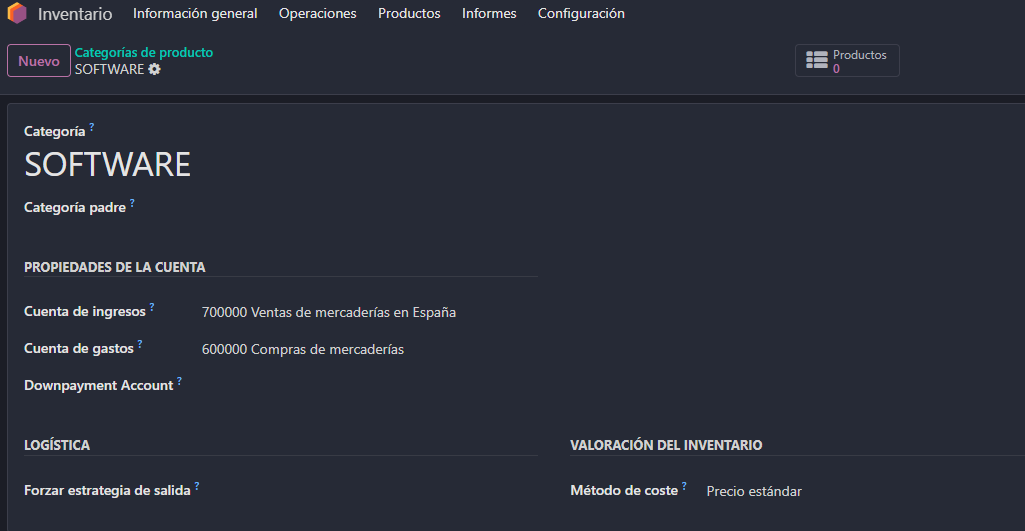 Inventario Información general Operaciones Productos Informes Configuración
Nuevo
Categorías de producto
SOFTWARE
Productos
0
Categoría ?
SOFTWARE
Categoría padre ?
PROPIEDADES DE LA CUENTA
Cuenta de ingresos ? 700000 Ventas de mercaderías en España
Cuenta de gastos ? 600000 Compras de mercaderías
Downpayment Account ?
LOGÍSTICA
Forzar estrategia de salida ?
VALORACIÓN DEL INVENTARIO
Método de coste ? Precio estándar